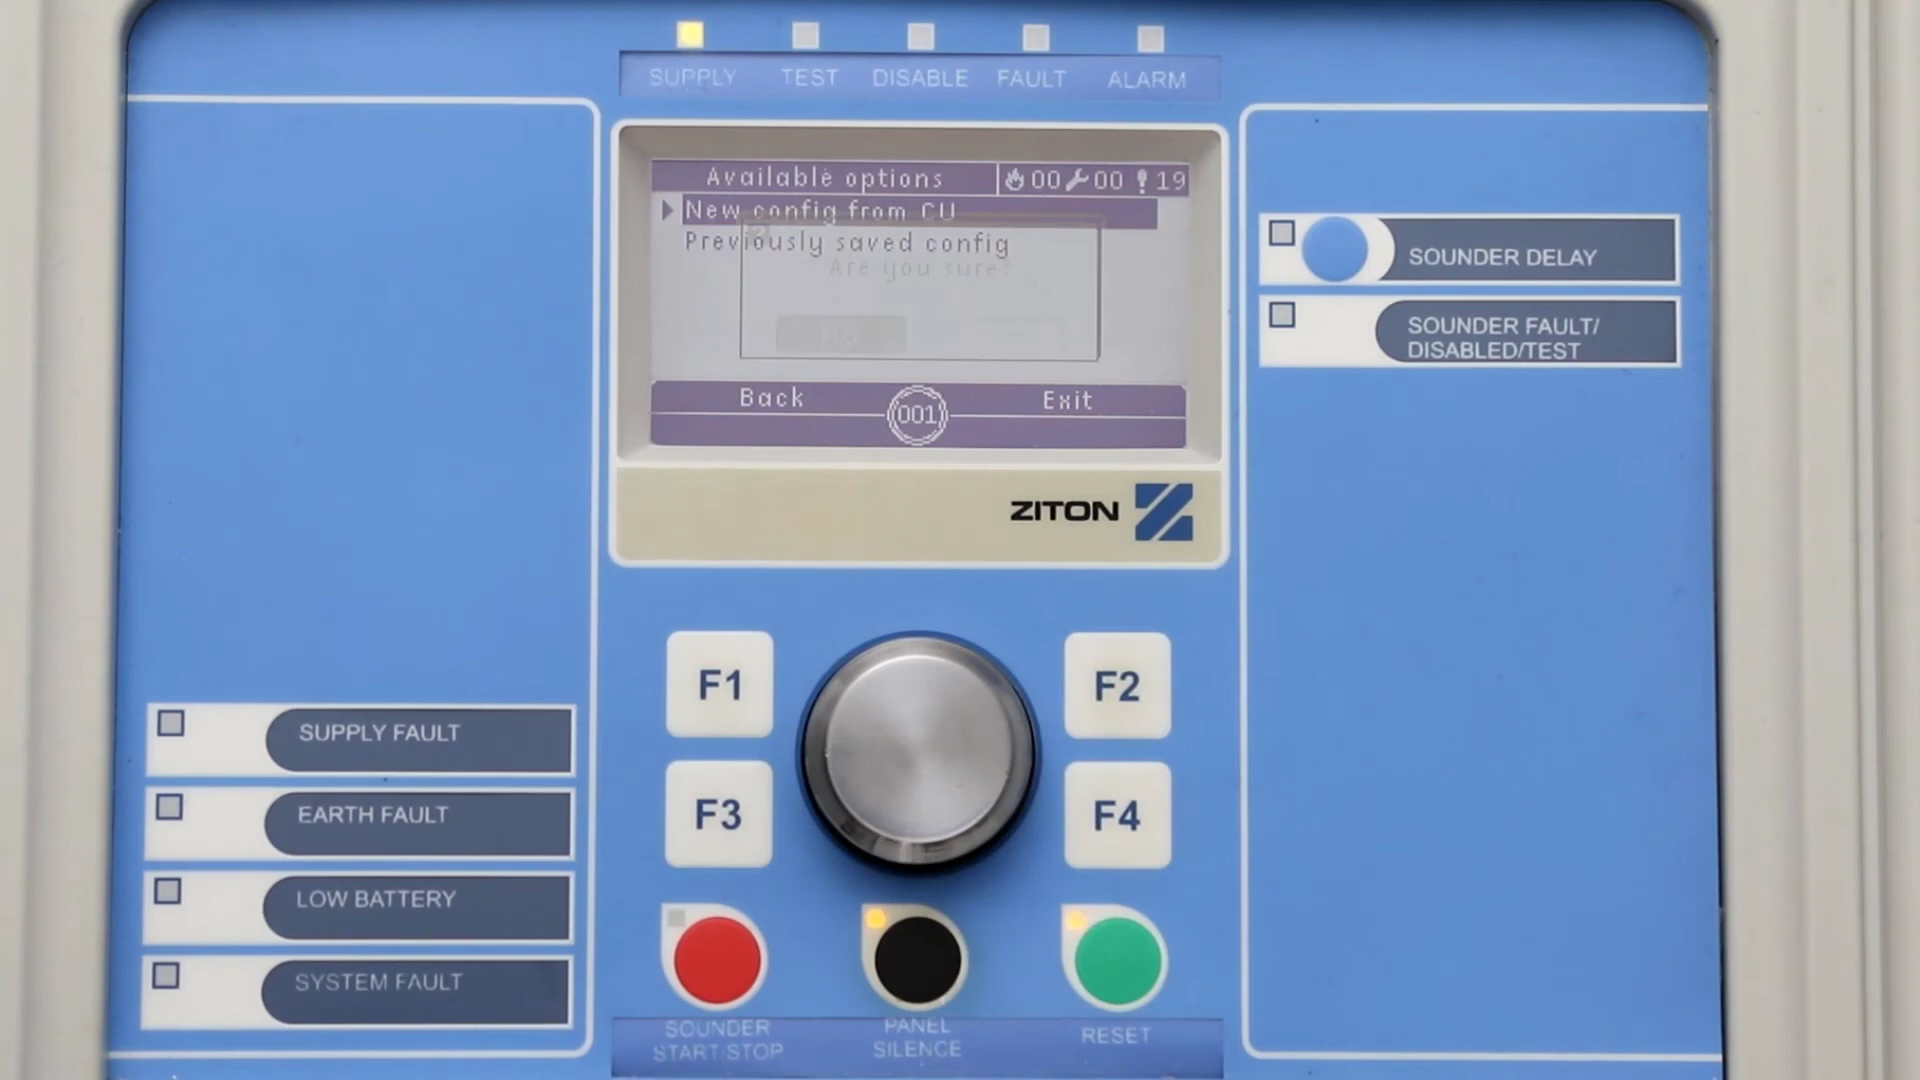 SUPPLY TEST DISABLE FAULT ALARM
Available options 00 00 19
New config from CU
Previously saved config
Are you sure?
Back Exit
001
ZITON
SOUNDER DELAY
SOUNDER FAULT/
DISABLED/TEST
F1 F2
F3 F4
SUPPLY FAULT
EARTH FAULT
LOW BATTERY
SYSTEM FAULT
SOUNDER
START/STOP
PANEL
SILENCE
RESET